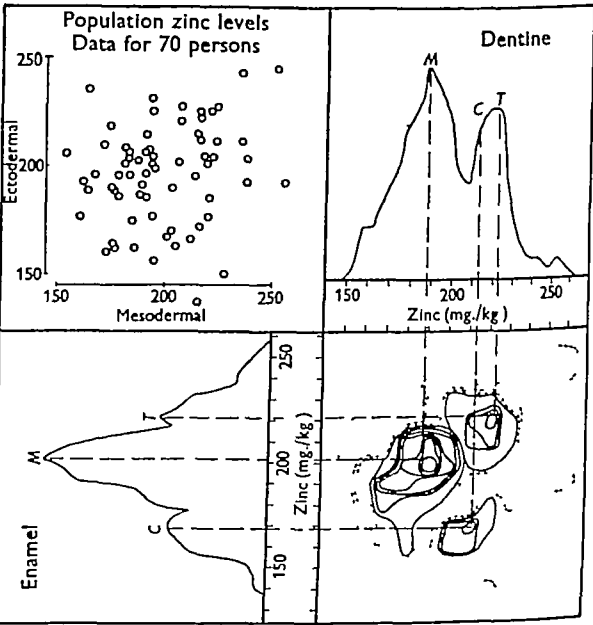 Population zinc levels
Data for 70 persons
250
200
150
Ectodermal
150
200
250
Mesodermal
Dentine
M
C
T
150
200
250
Zinc (mg./kg)
T
M
C
Enamel
250
200
150
Zinc (mg./kg)